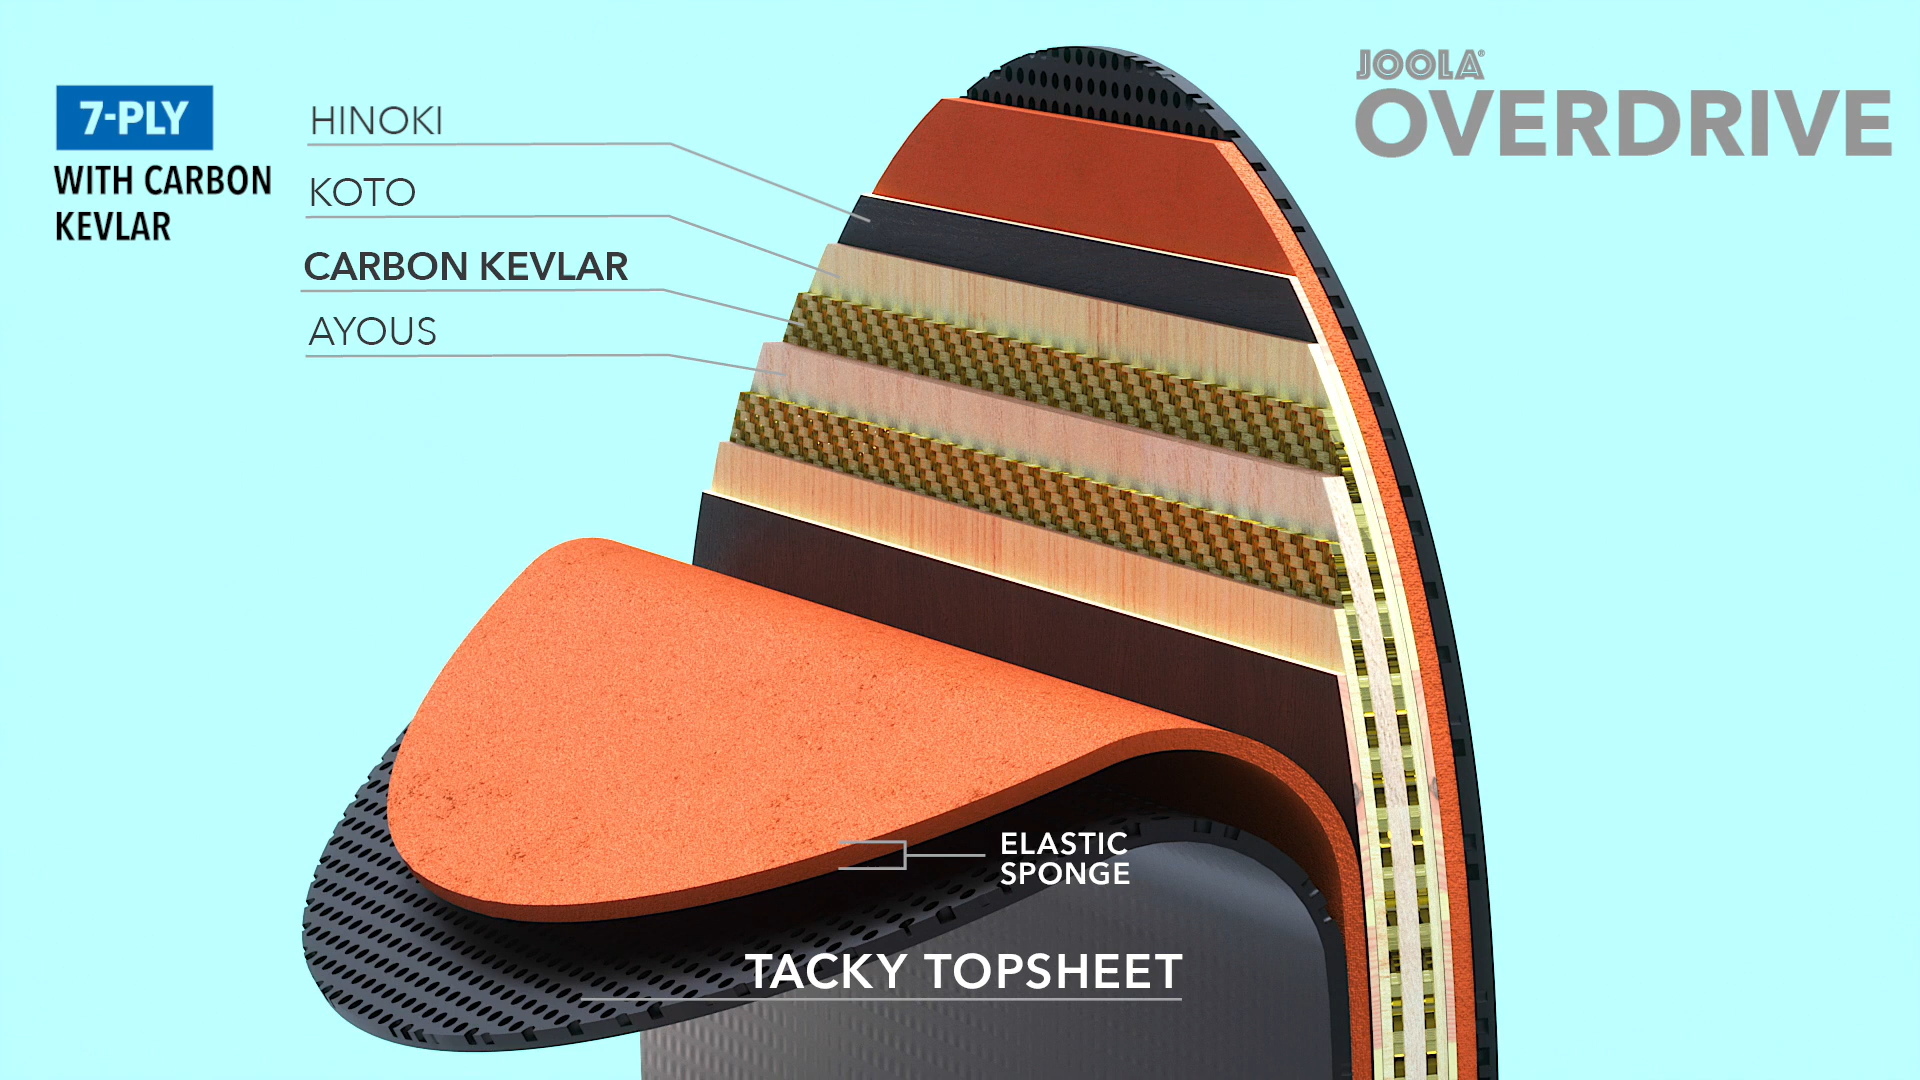 JOOLA®
OVERDRIVE
7-PLY
WITH CARBON
KEVLAR
HINOKI
KOTO
CARBON KEVLAR
AYOUS
ELASTIC
SPONGE
TACKY TOPSHEET